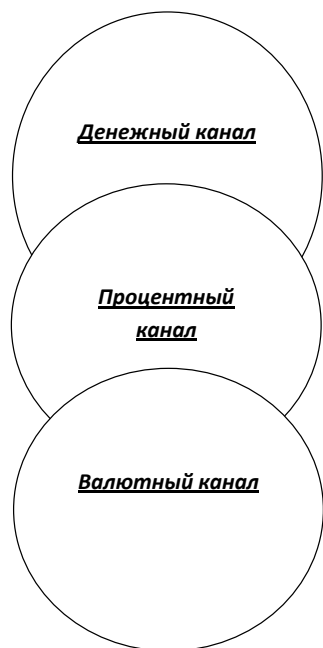 Денежный канал
Процентный
канал
Валютный канал